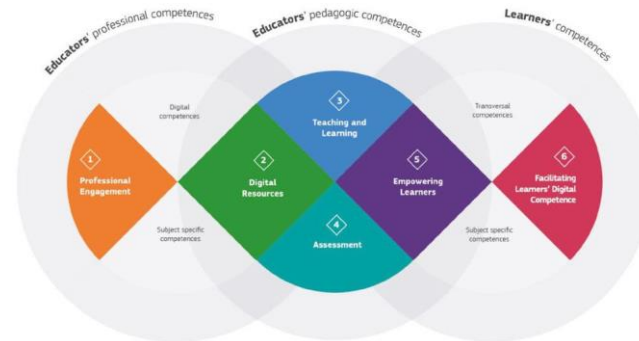 Educators' professional competences
Educators' pedagogic competences
Learners' competences
Digital
competences
Subject specific
competences
1
Professional
Engagement
2
Digital
Resources
3
Teaching and
Learning
4
Assessment
5
Empowering
Learners
Transversal
competences
Subject specific
competences
6
Facilitating
Learners' Digital
Competence